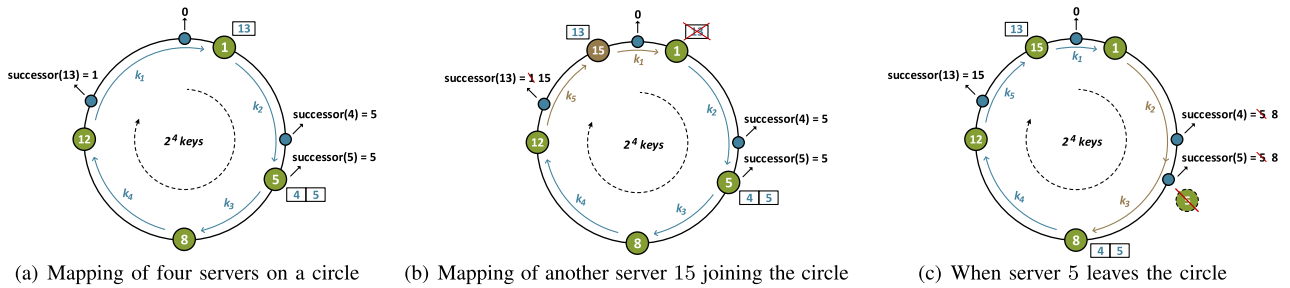 0
13
1
k1
successor(13) = 1
k2
successor(4) = 5
12
2^4 keys
successor(5) = 5
5
4 5
k4
k3
8
(a) Mapping of four servers on a circle
0
13
15
1
13
k1
successor(13) = 1 15
k5
k2
successor(4) = 5
12
2^4 keys
successor(5) = 5
5
4 5
k4
k3
8
(b) Mapping of another server 15 joining the circle
0
13
15
1
k1
successor(13) = 15
k5
k2
successor(4) = 5 8
12
2^4 keys
successor(5) = 5 8
k4
k3
5
8
4 5
(c) When server 5 leaves the circle